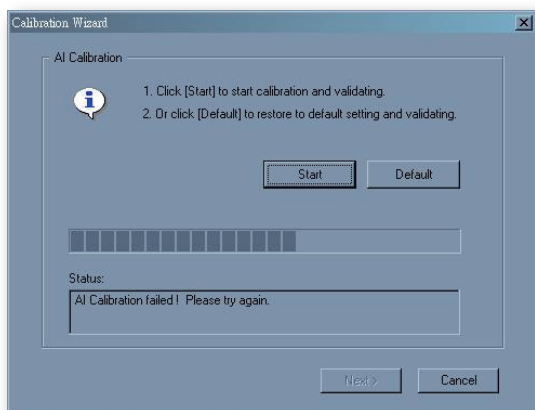 Calibration Wizard
AI Calibration
1. Click [Start] to start calibration and validating.
2. Or click [Default] to restore to default setting and validating.
Start
Default
Status:
AI Calibration failed ! Please try again.
Next >
Cancel